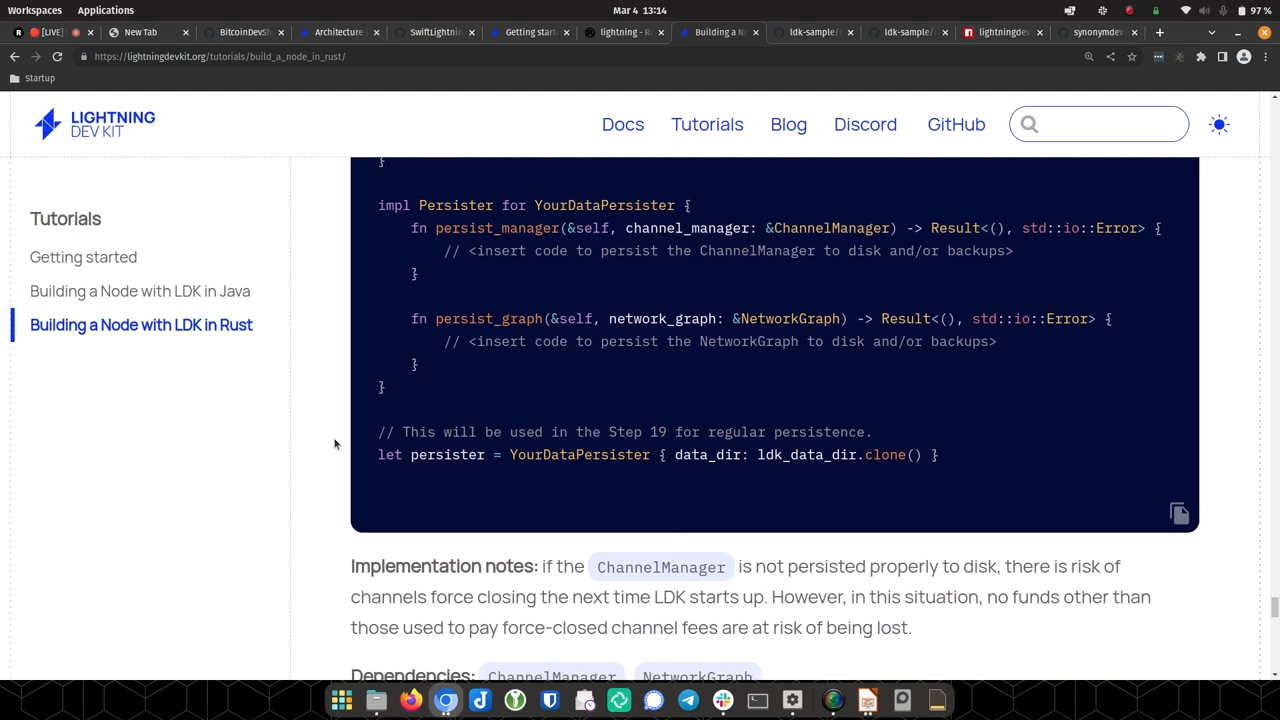 Workspaces Applications Mar 4 13:14 97 %
[LIVE] New Tab BitcoinDevSh Architecture SwiftLightnin Getting starte lightning - R Building a No ldk-sample/ ldk-sample/ lightningdev synonymdev
https://lightningdevkit.org/tutorials/build_a_node_in_rust/
Startup
LIGHTNING
DEV KIT
Docs Tutorials Blog Discord GitHub
Tutorials
Getting started
Building a Node with LDK in Java
Building a Node with LDK in Rust
}
impl Persister for YourDataPersister {
fn persist_manager(&self, channel_manager: &ChannelManager) -> Result<(), std::io::Error> {
// <insert code to persist the ChannelManager to disk and/or backups>
}
fn persist_graph(&self, network_graph: &NetworkGraph) -> Result<(), std::io::Error> {
// <insert code to persist the NetworkGraph to disk and/or backups>
}
}
// This will be used in the Step 19 for regular persistence.
let persister = YourDataPersister { data_dir: ldk_data_dir.clone() }
Implementation notes: if the ChannelManager is not persisted properly to disk, there is risk of
channels force closing the next time LDK starts up. However, in this situation, no funds other than
those used to pay force-closed channel fees are at risk of being lost.
Dependencies: ChannelManager NetworkGraph